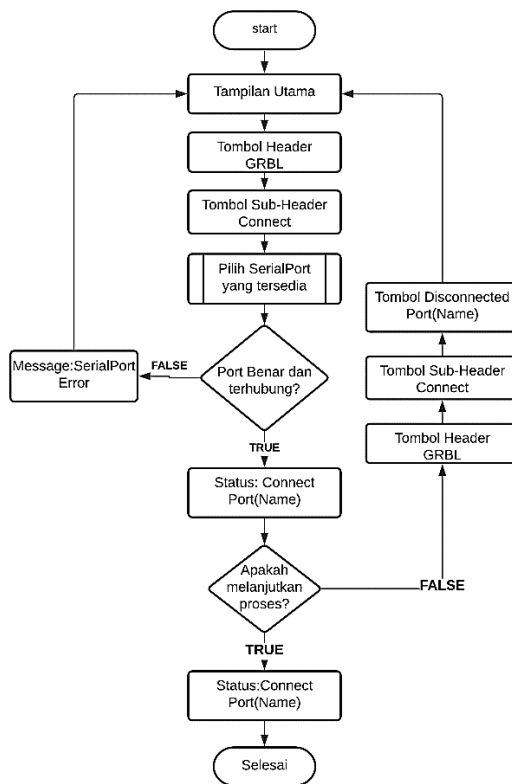 start
Tampilan Utama
Tombol Header
GRBL
Tombol Sub-Header
Connect
Pilih SerialPort
yang tersedia
Port Benar dan
terhubung?
FALSE
Message:SerialPort
Error
TRUE
Status: Connect
Port(Name)
Apakah
melanjutkan
proses?
FALSE
Tombol Header
GRBL
Tombol Sub-Header
Connect
Tombol Disconnected
Port(Name)
TRUE
Status:Connect
Port(Name)
Selesai